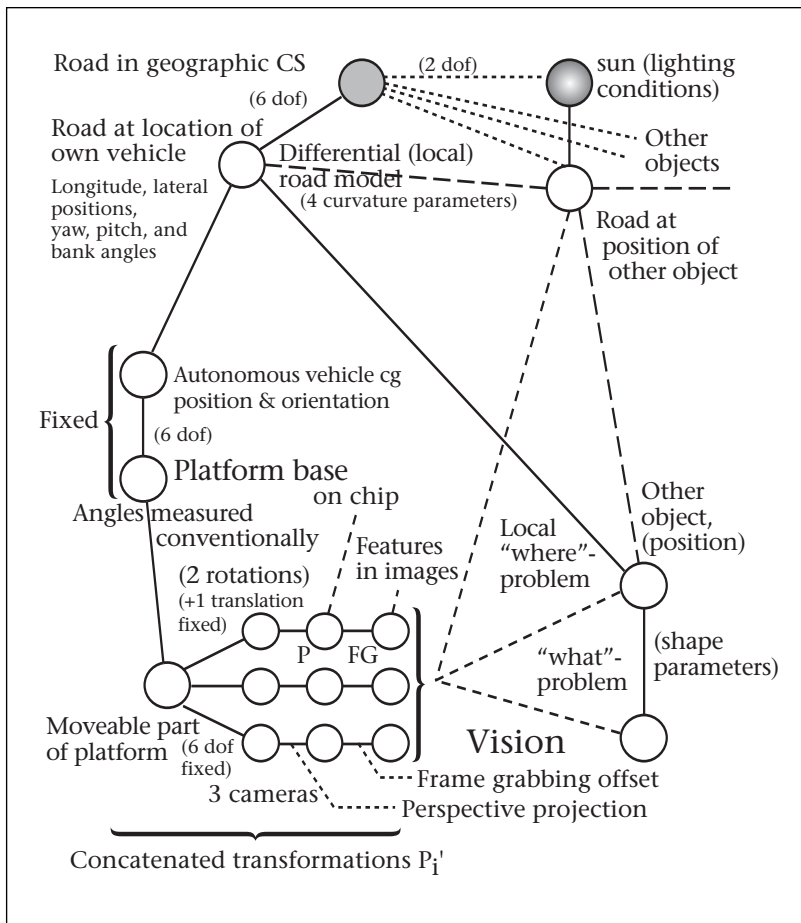 Road in geographic CS
(2 dof)
sun (lighting
conditions)
(6 dof)
Road at location of
own vehicle
Differential (local)
road model
(4 curvature parameters)
Other
objects
Longitude, lateral
positions,
yaw, pitch, and
bank angles
Road at
position of
other object
Autonomous vehicle cg
position & orientation
Fixed
(6 dof)
Platform base
on chip
Angles measured
conventionally
Features
in images
Local
“where”-
problem
Other
object,
(position)
(2 rotations)
(+1 translation
fixed)
P
FG
“what”-
problem
(shape
parameters)
Moveable part
of platform
(6 dof
fixed)
Vision
3 cameras
Frame grabbing offset
Perspective projection
Concatenated transformations Pi'